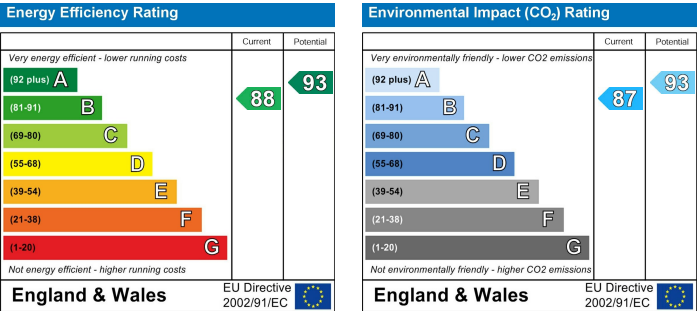 Energy Efficiency Rating
Current Potential
Very energy efficient - lower running costs
(92 plus) A
(81-91) B
(69-80) C
(55-68) D
(39-54) E
(21-38) F
(1-20) G
88
93
Not energy efficient - higher running costs
England & Wales
EU Directive
2002/91/EC
Environmental Impact (CO₂) Rating
Current Potential
Very environmentally friendly - lower CO2 emissions
(92 plus) A
(81-91) B
(69-80) C
(55-68) D
(39-54) E
(21-38) F
(1-20) G
87
93
Not environmentally friendly - higher CO2 emissions
England & Wales
EU Directive
2002/91/EC